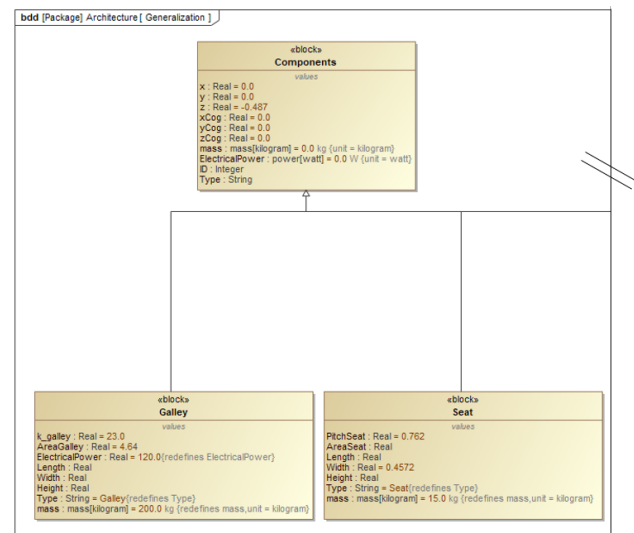 bdd [Package] Architecture [ Generalization ]
«block»
Components
values
x : Real = 0.0
y : Real = 0.0
z : Real = -0.487
xCog : Real = 0.0
yCog : Real = 0.0
zCog : Real = 0.0
mass : mass[kilogram] = 0.0 kg {unit = kilogram}
ElectricalPower : power[watt] = 0.0 W {unit = watt}
ID : Integer
Type : String
«block»
Galley
values
k_galley : Real = 23.0
AreaGalley : Real = 4.64
ElectricalPower : Real = 120.0{redefines ElectricalPower}
Length : Real
Width : Real
Height : Real
Type : String = Galley{redefines Type}
mass : mass[kilogram] = 200.0 kg {redefines mass,unit = kilogram}
«block»
Seat
values
PitchSeat : Real = 0.762
AreaSeat : Real
Length : Real
Width : Real = 0.4572
Height : Real
Type : String = Seat{redefines Type}
mass : mass[kilogram] = 15.0 kg {redefines mass,unit = kilogram}